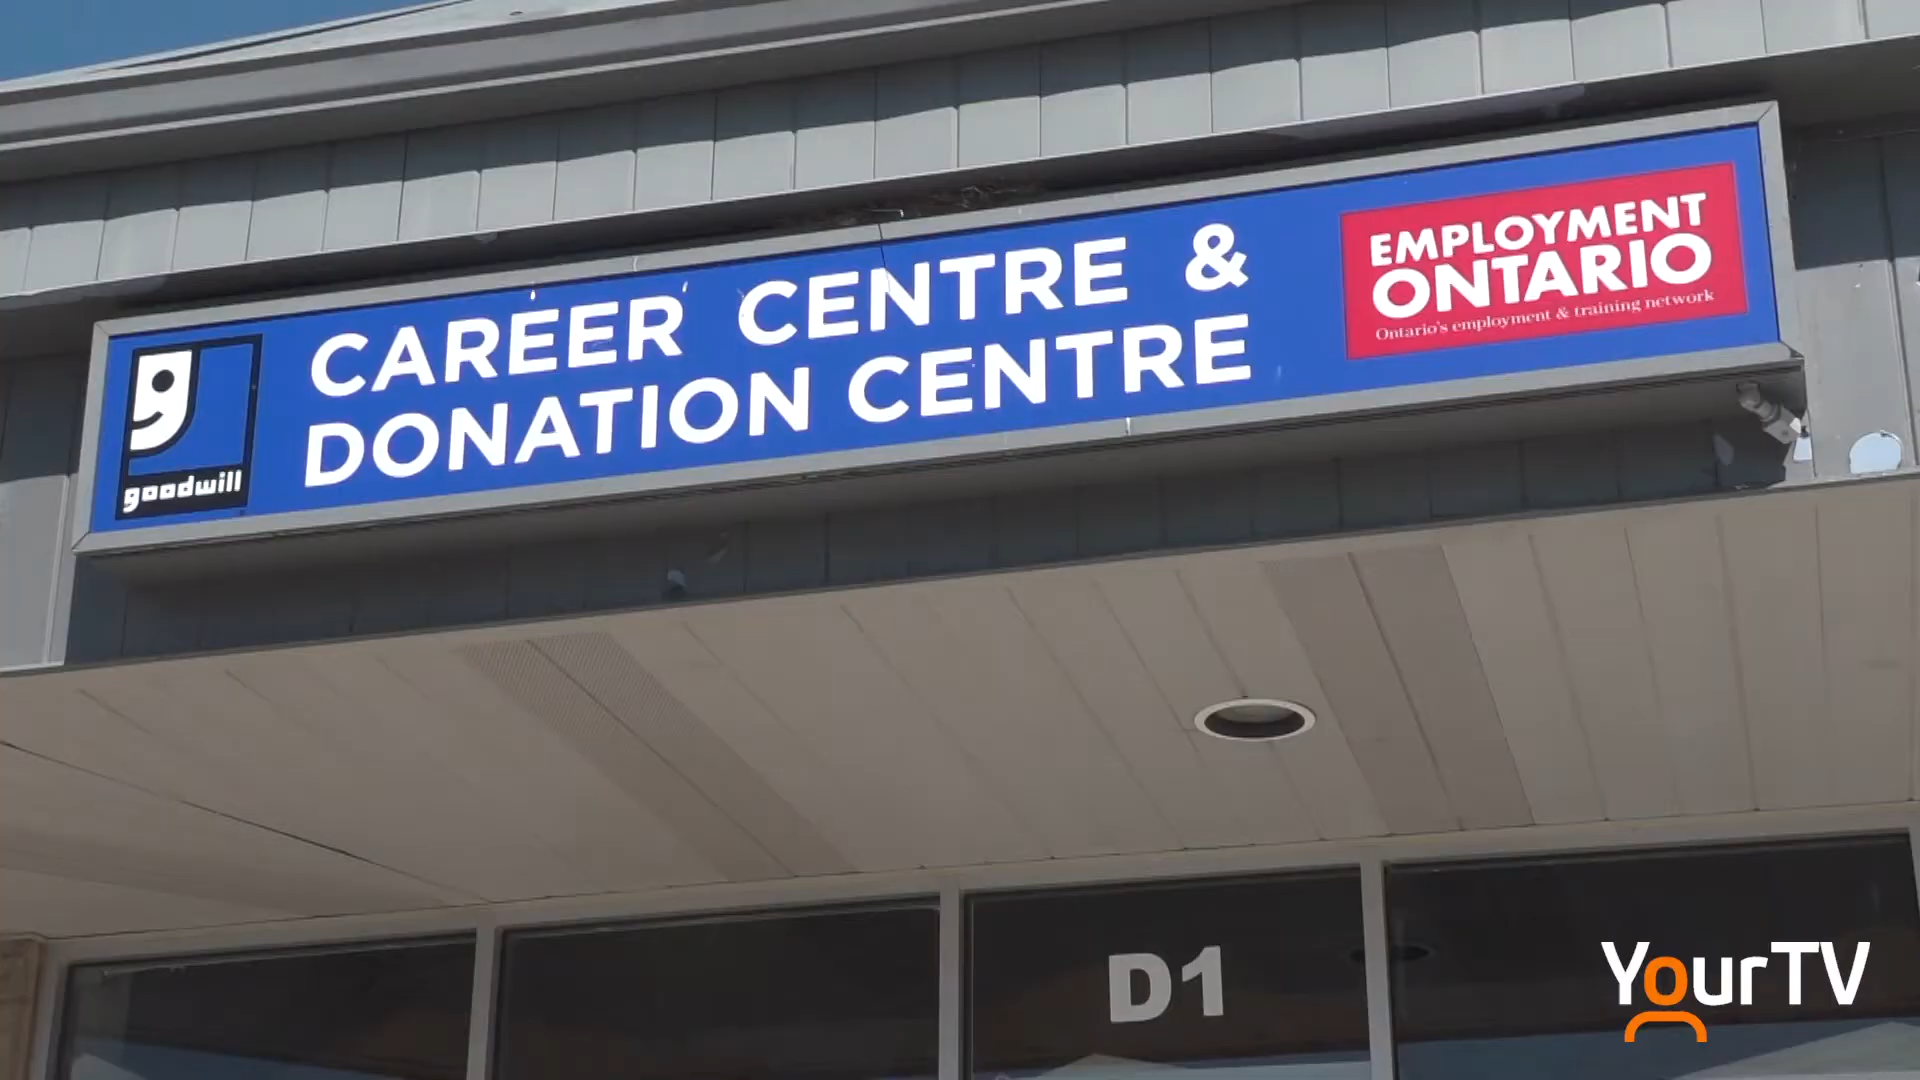 goodwill
CAREER CENTRE &
DONATION CENTRE
EMPLOYMENT
ONTARIO
Ontario's employment & training network
D1
YourTV